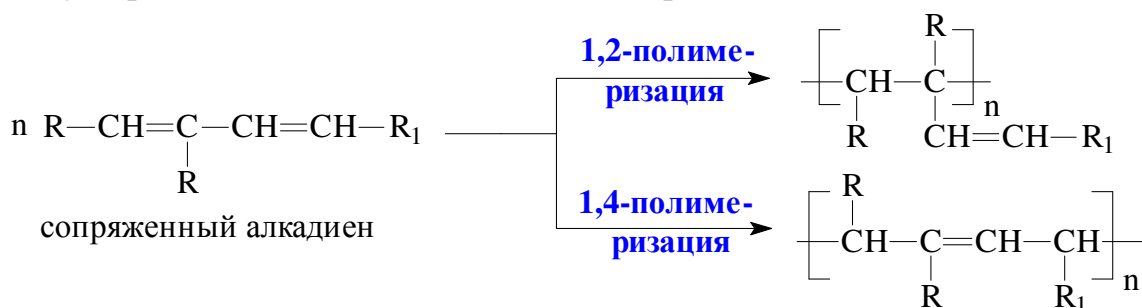 1,2-полиме-
ризация
R
CH—C
n
R
CH=CH—R₁
n R—CH=C—CH=CH—R₁
R
сопряженный алкадиен
1,4-полиме-
ризация
R
CH—C=CH—CH
n
R
R₁